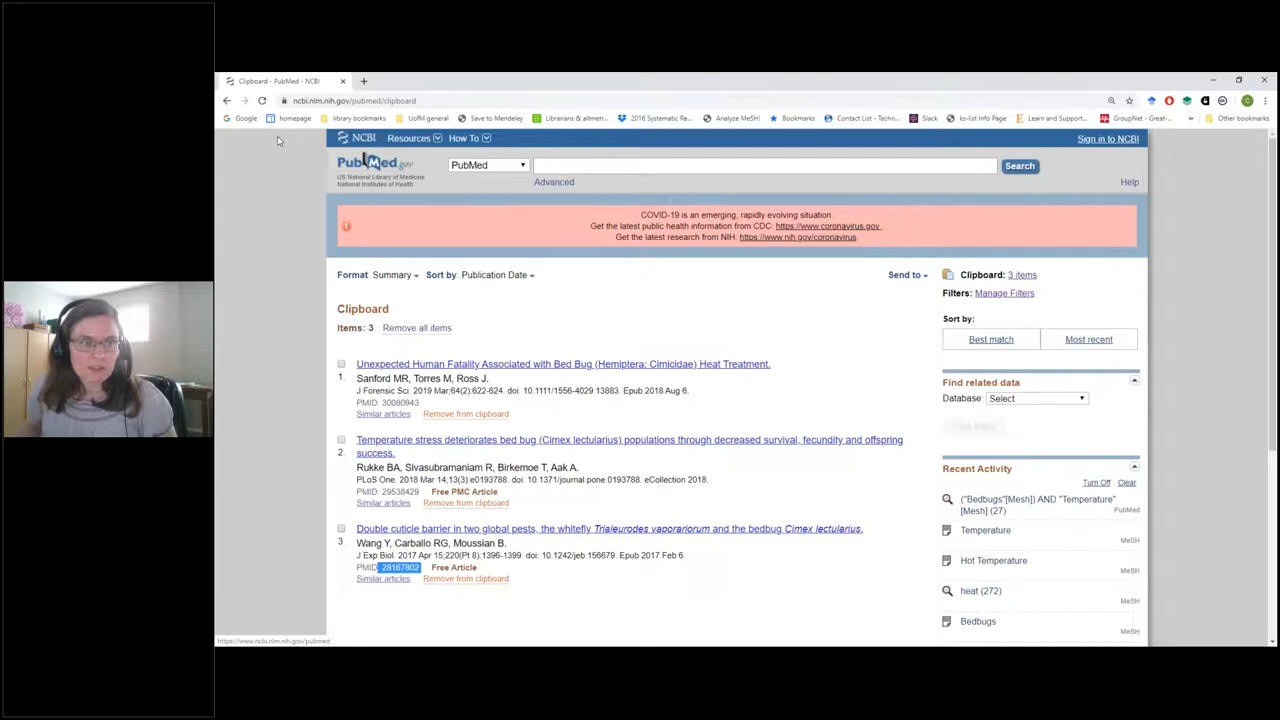 Clipboard - PubMed - NCBI
ncbi.nlm.nih.gov/pubmed/clipboard
Google homepage library bookmarks UofM general Save to Mendeley Librarians & altmetr... 2016 Systematic Re... Analyze MeSH! Bookmarks Contact List - Techn... Slack ks-list Info Page Learn and Support... GroupNet - Great-... Other bookmarks
NCBI Resources How To Sign in to NCBI
PubMed.gov
US National Library of Medicine
National Institutes of Health
PubMed
Search
Advanced
Help
COVID-19 is an emerging, rapidly evolving situation.
Get the latest public health information from CDC: https://www.coronavirus.gov
Get the latest research from NIH: https://www.nih.gov/coronavirus.
Format Summary Sort by: Publication Date Send to
Clipboard
Items: 3 Remove all items
Unexpected Human Fatality Associated with Bed Bug (Hemiptera: Cimicidae) Heat Treatment.
1. Sanford MR, Torres M, Ross J.
J Forensic Sci. 2019 Mar;64(2):622-624. doi: 10.1111/1556-4029.13883. Epub 2018 Aug 6.
PMID: 30080943
Similar articles Remove from clipboard
Temperature stress deteriorates bed bug (Cimex lectularius) populations through decreased survival, fecundity and offspring
2. success.
Rukke BA, Sivasubramaniam R, Birkemoe T, Aak A.
PLoS One. 2018 Mar 14;13(3):e0193788. doi: 10.1371/journal.pone.0193788. eCollection 2018.
PMID: 29538429 Free PMC Article
Similar articles Remove from clipboard
Double cuticle barrier in two global pests, the whitefly Trialeurodes vaporariorum and the bedbug Cimex lectularius.
3. Wang Y, Carballo RG, Moussian B.
J Exp Biol. 2017 Apr 15;220(Pt 8):1396-1399. doi: 10.1242/jeb.156679. Epub 2017 Feb 6.
PMID: 28167802 Free Article
Similar articles Remove from clipboard
Clipboard: 3 items
Filters: Manage Filters
Sort by:
Best match Most recent
Find related data
Database: Select
Recent Activity
Turn Off Clear
("Bedbugs"[Mesh]) AND "Temperature"
[Mesh] (27)
PubMed
Temperature
MeSH
Hot Temperature
MeSH
heat (272)
MeSH
Bedbugs
MeSH
https://www.ncbi.nlm.nih.gov/pubmed